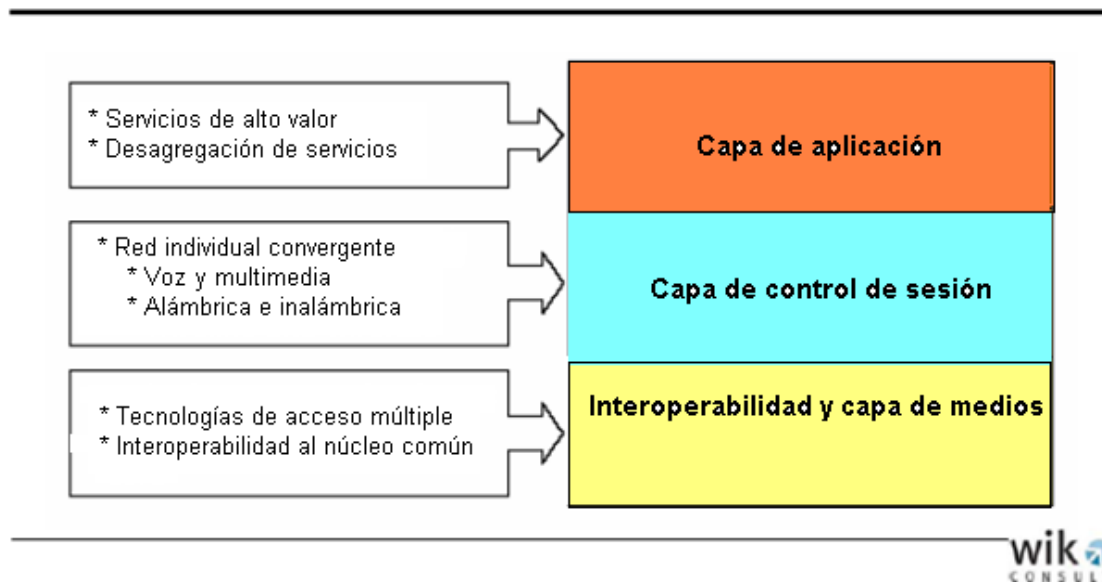 * Servicios de alto valor
* Desagregación de servicios
Capa de aplicación
* Red individual convergente
* Voz y multimedia
* Alámbrica e inalámbrica
Capa de control de sesión
* Tecnologías de acceso múltiple
* Interoperabilidad al núcleo común
Interoperabilidad y capa de medios
wik
CONSUL